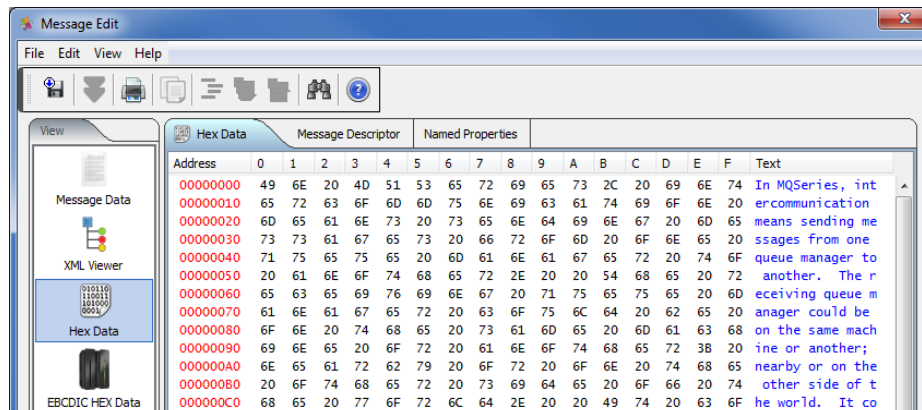 Message Edit
x
File Edit View Help
?
View
Message Data
XML Viewer
010110
110011
101000
0001
Hex Data
EBCDIC HEX Data
Hex Data Message Descriptor Named Properties
Address 0 1 2 3 4 5 6 7 8 9 A B C D E F Text
00000000 49 6E 20 4D 51 53 65 72 69 65 73 2C 20 69 6E 74 In MQSeries, int
00000010 65 72 63 6F 6D 6D 75 6E 69 63 61 74 69 6F 6E 20 ercommunication
00000020 6D 65 61 6E 73 20 73 65 6E 64 69 6E 67 20 6D 65 means sending me
00000030 73 73 61 67 65 73 20 66 72 6F 6D 20 6F 6E 65 20 ssages from one
00000040 71 75 65 75 65 20 6D 61 6E 61 67 65 72 20 74 6F queue manager to
00000050 20 61 6E 6F 74 68 65 72 2E 20 20 54 68 65 20 72 another.  The r
00000060 65 63 65 69 76 69 6E 67 20 71 75 65 75 65 20 6D eceiving queue m
00000070 61 6E 61 67 65 72 20 63 6F 75 6C 64 20 62 65 20 anager could be
00000080 6F 6E 20 74 68 65 20 73 61 6D 65 20 6D 61 63 68 on the same mach
00000090 69 6E 65 20 6F 72 20 61 6E 6F 74 68 65 72 3B 20 ine or another;
000000A0 6E 65 61 72 62 79 20 6F 72 20 6F 6E 20 74 68 65 nearby or on the
000000B0 20 6F 74 68 65 72 20 73 69 64 65 20 6F 66 20 74 other side of t
000000C0 68 65 20 77 6F 72 6C 64 2E 20 20 49 74 20 63 6F he world.  It co